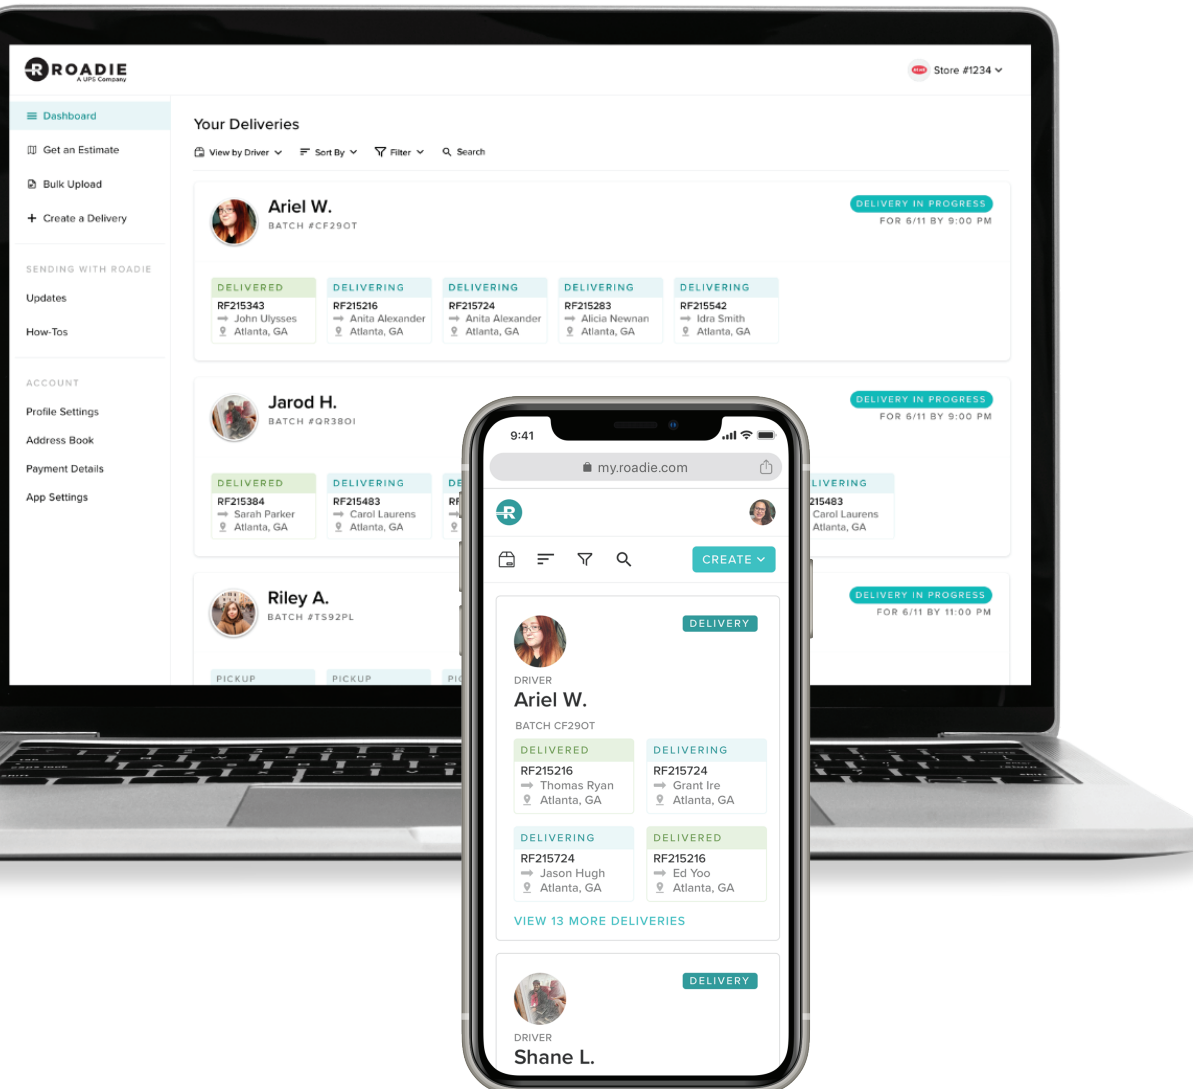 ROADIE
A UPS Company
Store #1234
Dashboard
Get an Estimate
Bulk Upload
Create a Delivery
SENDING WITH ROADIE
Updates
How-Tos
ACCOUNT
Profile Settings
Address Book
Payment Details
App Settings
Your Deliveries
View by Driver
Sort By
Filter
Search
Ariel W.
BATCH #CF29OT
DELIVERY IN PROGRESS
FOR 6/11 BY 9:00 PM
DELIVERED
RF215343
John Ulysses
Atlanta, GA
DELIVERING
RF215216
Anita Alexander
Atlanta, GA
DELIVERING
RF215724
Anita Alexander
Atlanta, GA
DELIVERING
RF215283
Alicia Newnan
Atlanta, GA
DELIVERING
RF215542
Idra Smith
Atlanta, GA
Jarod H.
BATCH #QR38OI
DELIVERY IN PROGRESS
FOR 6/11 BY 9:00 PM
DELIVERED
RF215384
Sarah Parker
Atlanta, GA
DELIVERING
RF215483
Carol Laurens
Atlanta, GA
DE
RF
LIVERING
215483
Carol Laurens
Atlanta, GA
Riley A.
BATCH #TS92PL
DELIVERY IN PROGRESS
FOR 6/11 BY 11:00 PM
PICKUP
PICKUP
9:41
my.roadie.com
R
CREATE
DELIVERY
DRIVER
Ariel W.
BATCH CF29OT
DELIVERED
RF215216
Thomas Ryan
Atlanta, GA
DELIVERING
RF215724
Grant Ire
Atlanta, GA
DELIVERING
RF215724
Jason Hugh
Atlanta, GA
DELIVERED
RF215216
Ed Yoo
Atlanta, GA
VIEW 13 MORE DELIVERIES
DELIVERY
DRIVER
Shane L.